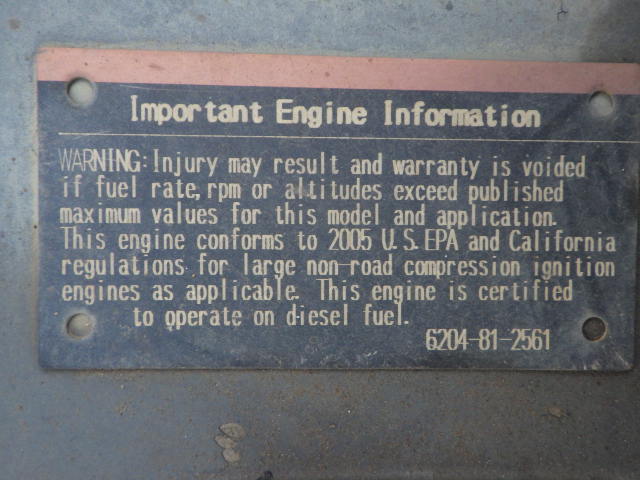 Important Engine Information
WARNING: Injury may result and warranty is voided
if fuel rate, rpm or altitudes exceed published
maximum values for this model and application.
This engine conforms to 2005 U.S.EPA and California
regulations for large non-road compression ignition
engines as applicable. This engine is certified
to operate on diesel fuel.
6204-81-2561